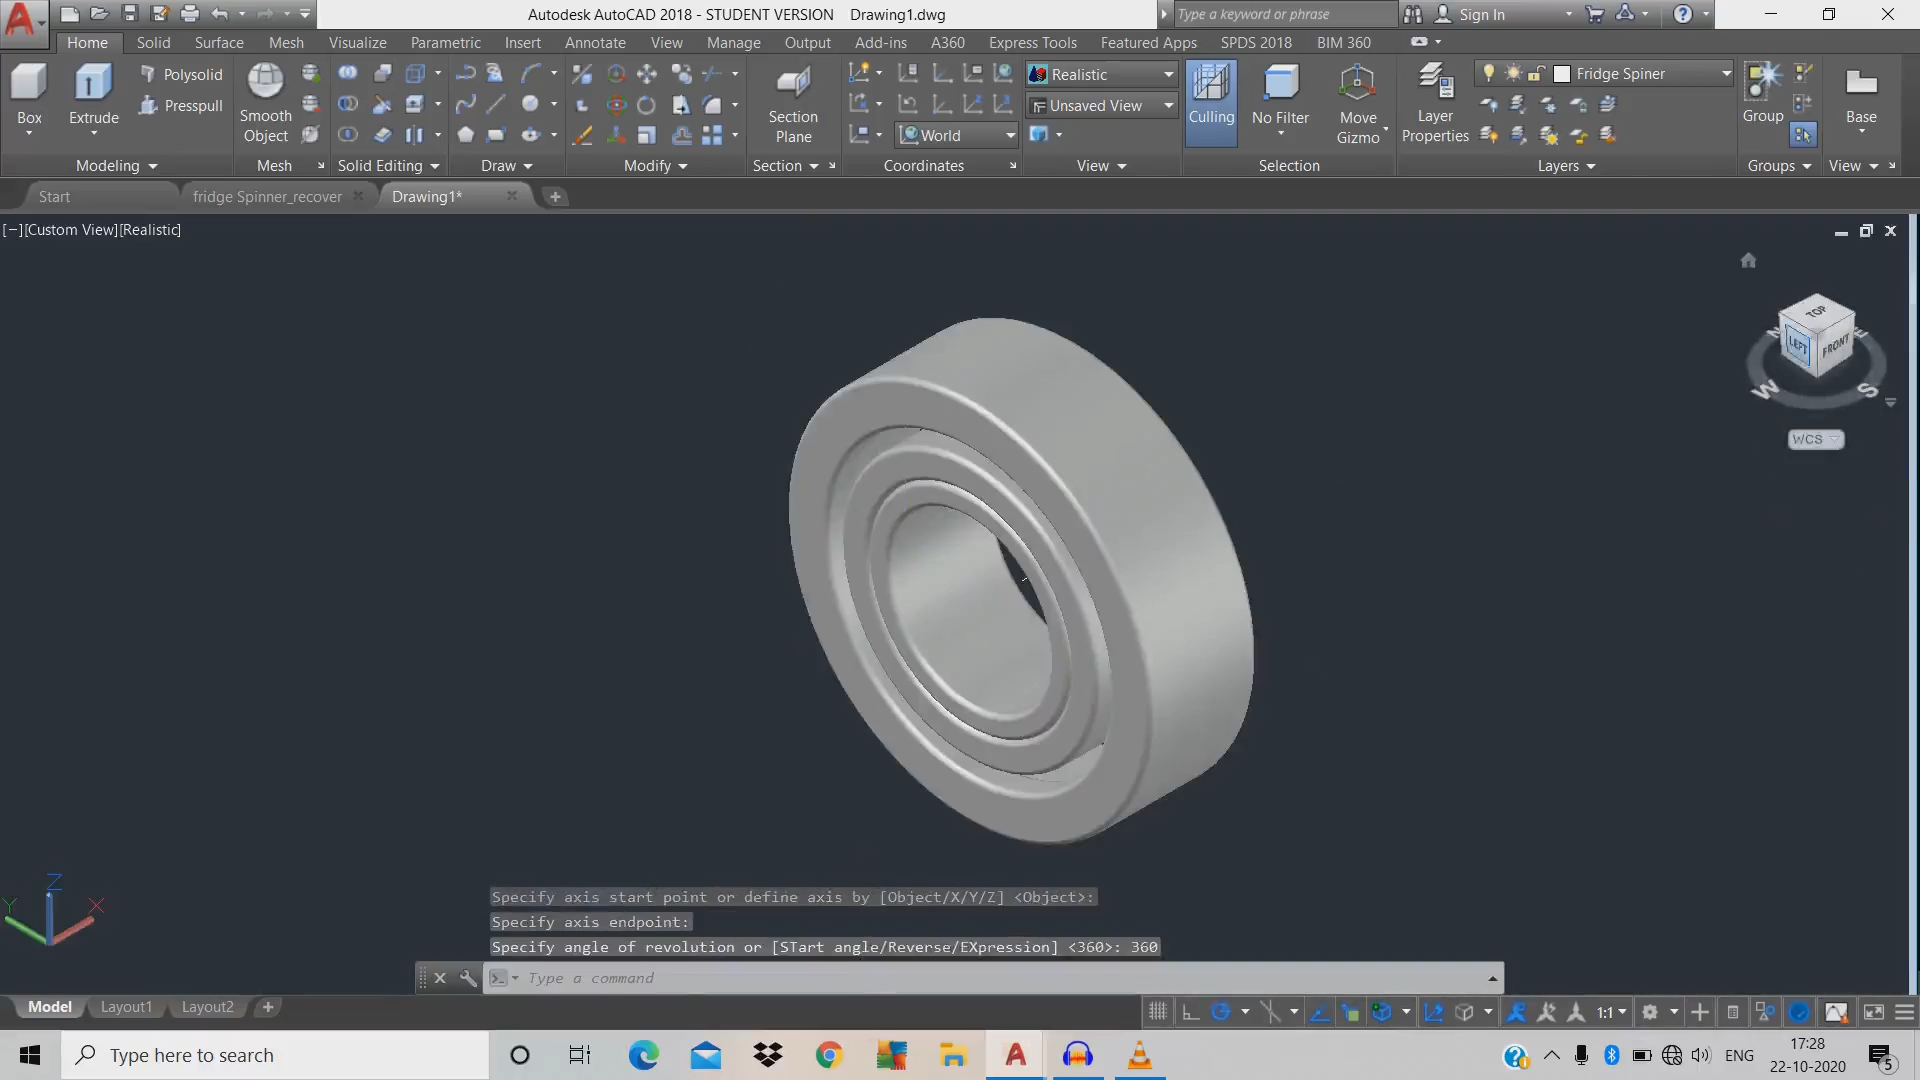 Autodesk AutoCAD 2018 - STUDENT VERSION Drawing1.dwg
Type a keyword or phrase
Sign In
Home Solid Surface Mesh Visualize Parametric Insert Annotate View Manage Output Add-ins A360 Express Tools Featured Apps SPDS 2018 BIM 360
Box
Extrude
Polysolid
Presspull
Smooth
Object
Section
Plane
Realistic
Unsaved View
World
Culling
No Filter
Move
Gizmo
Layer
Properties
Fridge Spiner
Group
Base
Modeling Mesh Solid Editing Draw Modify Section Coordinates View Selection Layers Groups View
Start fridge Spinner_recover Drawing1*
[−][Custom View][Realistic]
TOP
LEFT
FRONT
N
E
W
S
WCS
Z
Y
X
Specify axis start point or define axis by [Object/X/Y/Z] <Object>:
Specify axis endpoint:
Specify angle of revolution or [STart angle/Reverse/EXpression] <360>: 360
Type a command
Model Layout1 Layout2
1:1
Type here to search
ENG
17:28
22-10-2020
5